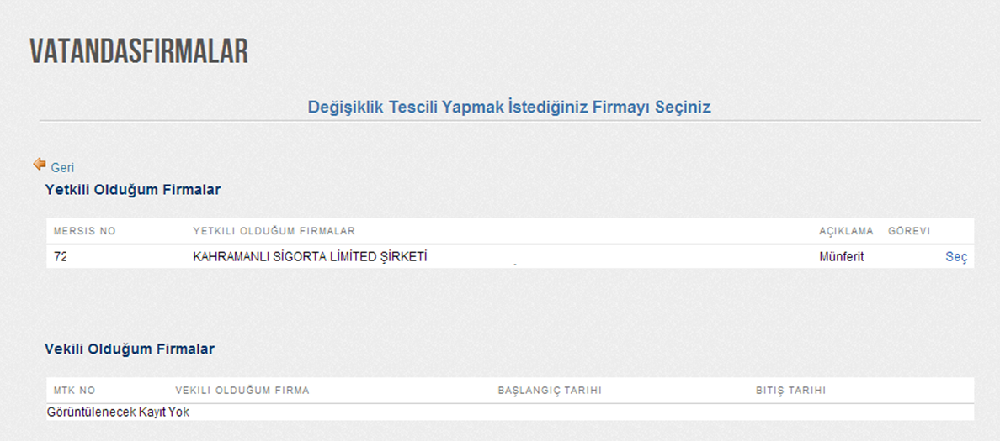 VATANDASFIRMALAR
Değişiklik Tescili Yapmak İstediğiniz Firmayı Seçiniz
Geri
Yetkili Olduğum Firmalar
MERSIS NO YETKILI OLDUĞUM FIRMALAR AÇIKLAMA GÖREVI
72 KAHRAMANLI SİGORTA LİMİTED ŞİRKETİ Münferit Seç
Vekili Olduğum Firmalar
MTK NO VEKILI OLDUĞUM FIRMA BAŞLANGIÇ TARIHI BITIŞ TARIHI
Görüntülenecek Kayıt Yok